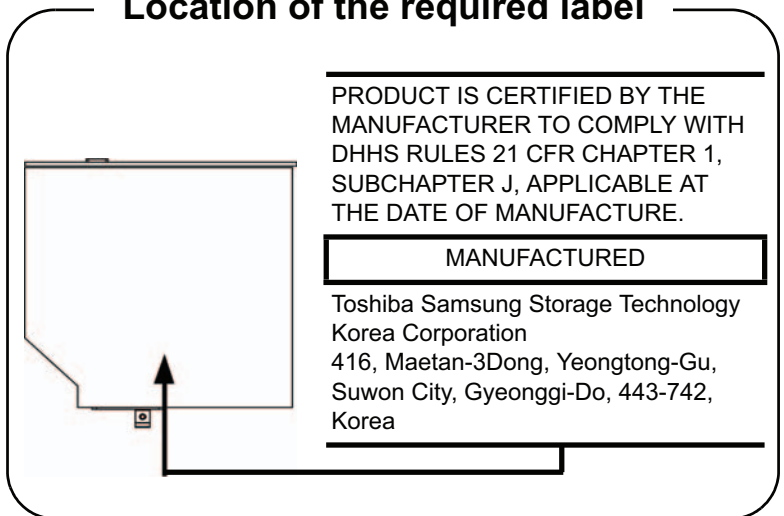 Location of the required label
PRODUCT IS CERTIFIED BY THE
MANUFACTURER TO COMPLY WITH
DHHS RULES 21 CFR CHAPTER 1,
SUBCHAPTER J, APPLICABLE AT
THE DATE OF MANUFACTURE.
MANUFACTURED
Toshiba Samsung Storage Technology
Korea Corporation
416, Maetan-3Dong, Yeongtong-Gu,
Suwon City, Gyeonggi-Do, 443-742,
Korea